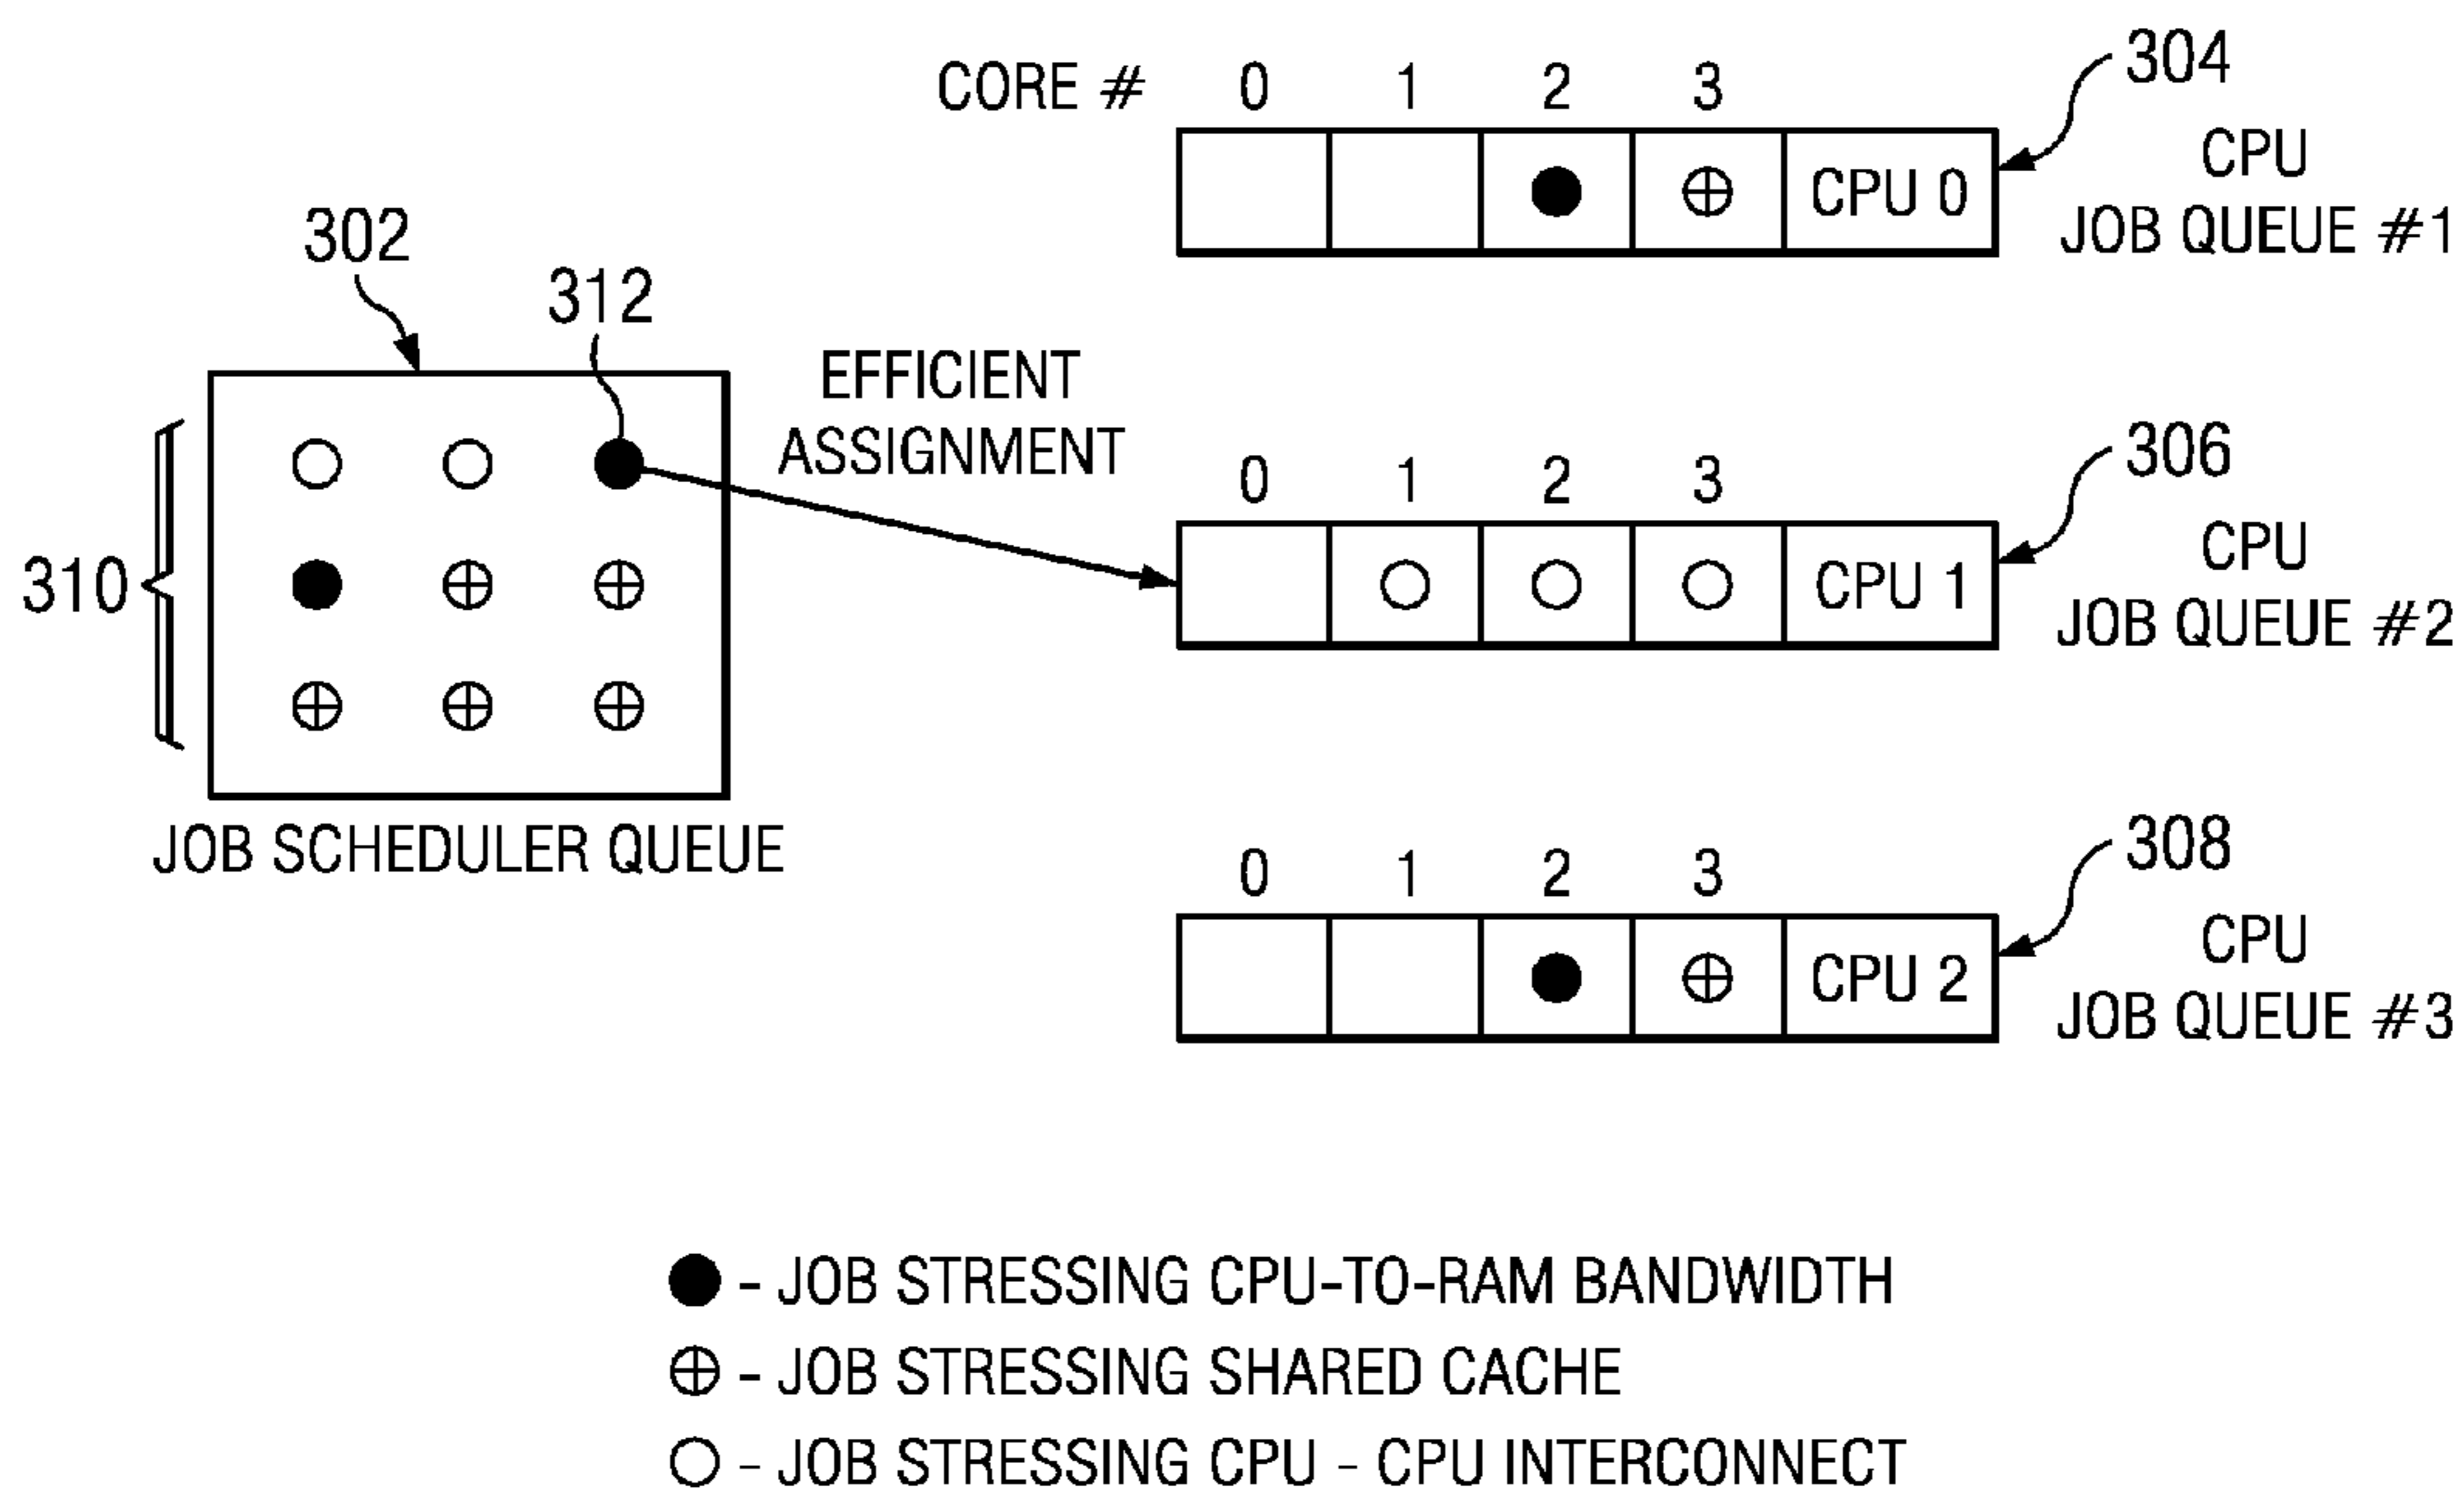 CORE # 0 1 2 3
304
CPU 0
CPU
JOB QUEUE #1
302
312
EFFICIENT
ASSIGNMENT
310
JOB SCHEDULER QUEUE
0 1 2 3
306
CPU 1
CPU
JOB QUEUE #2
0 1 2 3
308
CPU 2
CPU
JOB QUEUE #3
- JOB STRESSING CPU-TO-RAM BANDWIDTH
- JOB STRESSING SHARED CACHE
- JOB STRESSING CPU - CPU INTERCONNECT